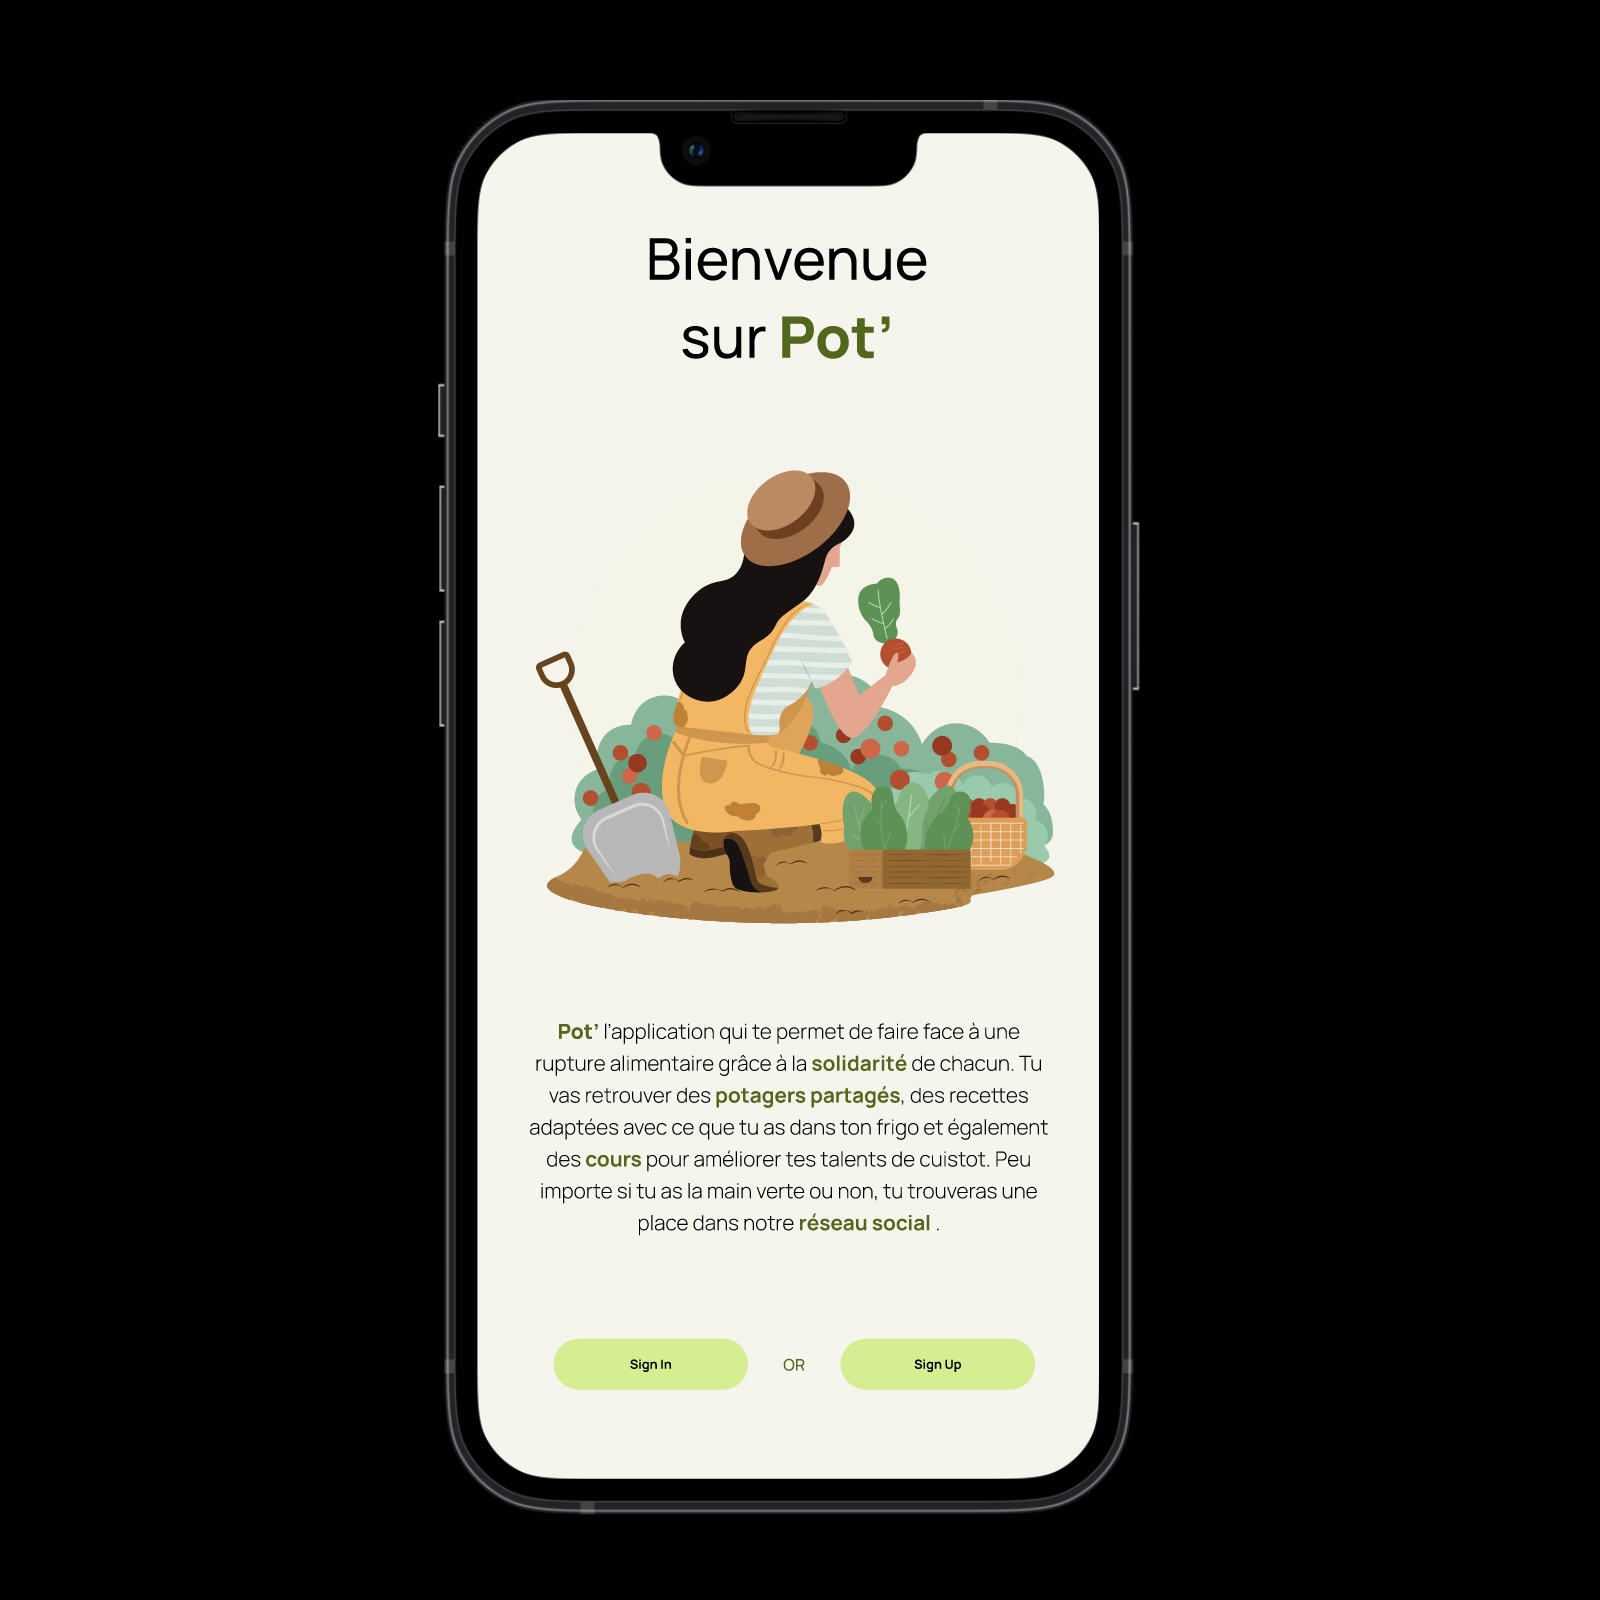 Bienvenue
sur Pot’
Pot’ l’application qui te permet de faire face à une
rupture alimentaire grâce à la solidarité de chacun. Tu
vas retrouver des potagers partagés, des recettes
adaptées avec ce que tu as dans ton frigo et également
des cours pour améliorer tes talents de cuistot. Peu
importe si tu as la main verte ou non, tu trouveras une
place dans notre réseau social .
Sign In OR Sign Up